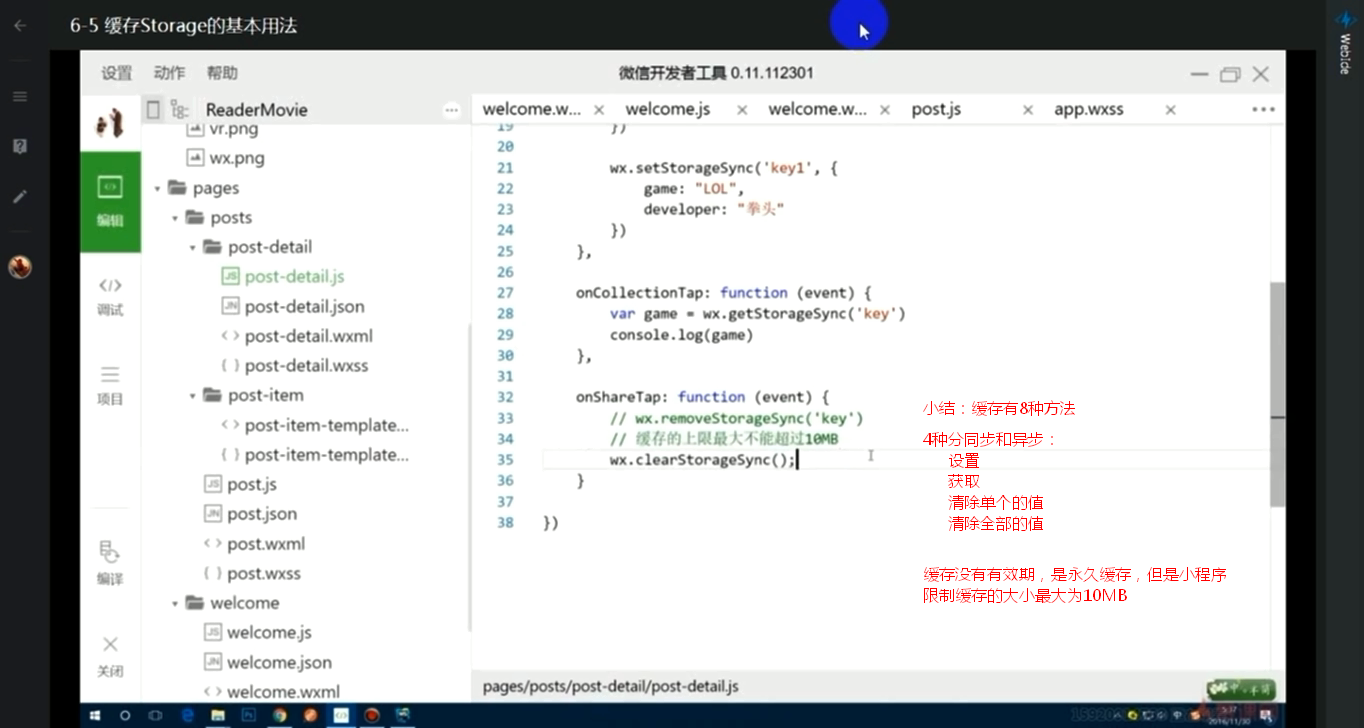 6-5 缓存Storage的基本用法
WebIde
设置 动作 帮助
微信开发者工具 0.11.112301
ReaderMovie
welcome.w...
welcome.js
welcome.w...
post.js
app.wxss
编辑
调试
项目
编译
关闭
vr.png
wx.png
pages
posts
post-detail
post-detail.js
post-detail.json
post-detail.wxml
post-detail.wxss
post-item
post-item-template...
post-item-template...
post.js
post.json
post.wxml
post.wxss
welcome
welcome.js
welcome.json
welcome.wxml
19 })
20
21 wx.setStorageSync('key1', {
22 game: "LOL",
23 developer: "拳头"
24 })
25 },
26
27 onCollectionTap: function (event) {
28 var game = wx.getStorageSync('key')
29 console.log(game)
30 },
31
32 onShareTap: function (event) {
33 // wx.removeStorageSync('key')
34 // 缓存的上限最大不能超过10MB
35 wx.clearStorageSync();
36 }
37
38 })
小结：缓存有8种方法
4种分同步和异步：
设置
获取
清除单个的值
清除全部的值
缓存没有有效期，是永久缓存，但是小程序
限制缓存的大小最大为10MB
pages/posts/post-detail/post-detail.js
5:37
2016/11/30